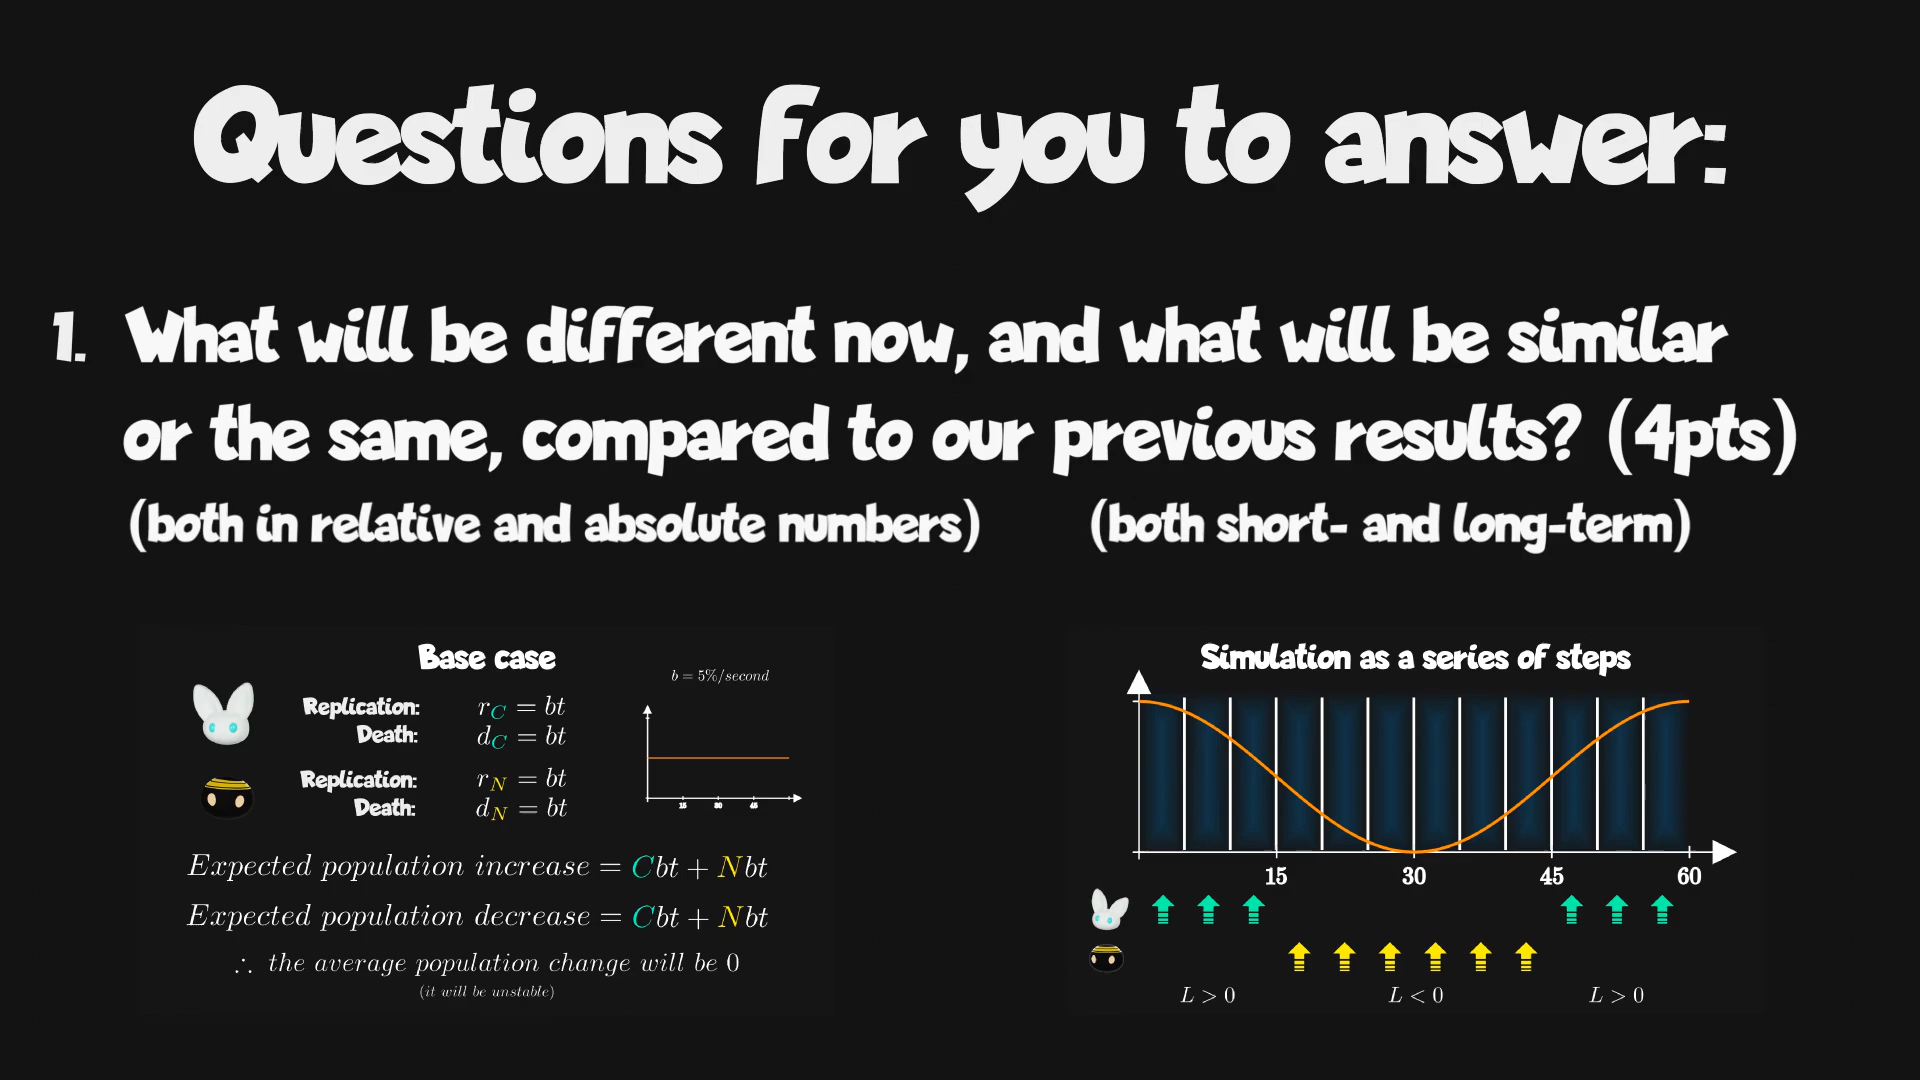 Questions for you to answer:
1. What will be different now, and what will be similar
or the same, compared to our previous results? (4pts)
(both in relative and absolute numbers) (both short- and long-term)
Base case
b = 5%/second
Replication: r_C = bt
Death: d_C = bt
Replication: r_N = bt
Death: d_N = bt
15 30 45
Expected population increase = Cbt + Nbt
Expected population decrease = Cbt + Nbt
∴ the average population change will be 0
(it will be unstable)
Simulation as a series of steps
15 30 45 60
L > 0 L < 0 L > 0